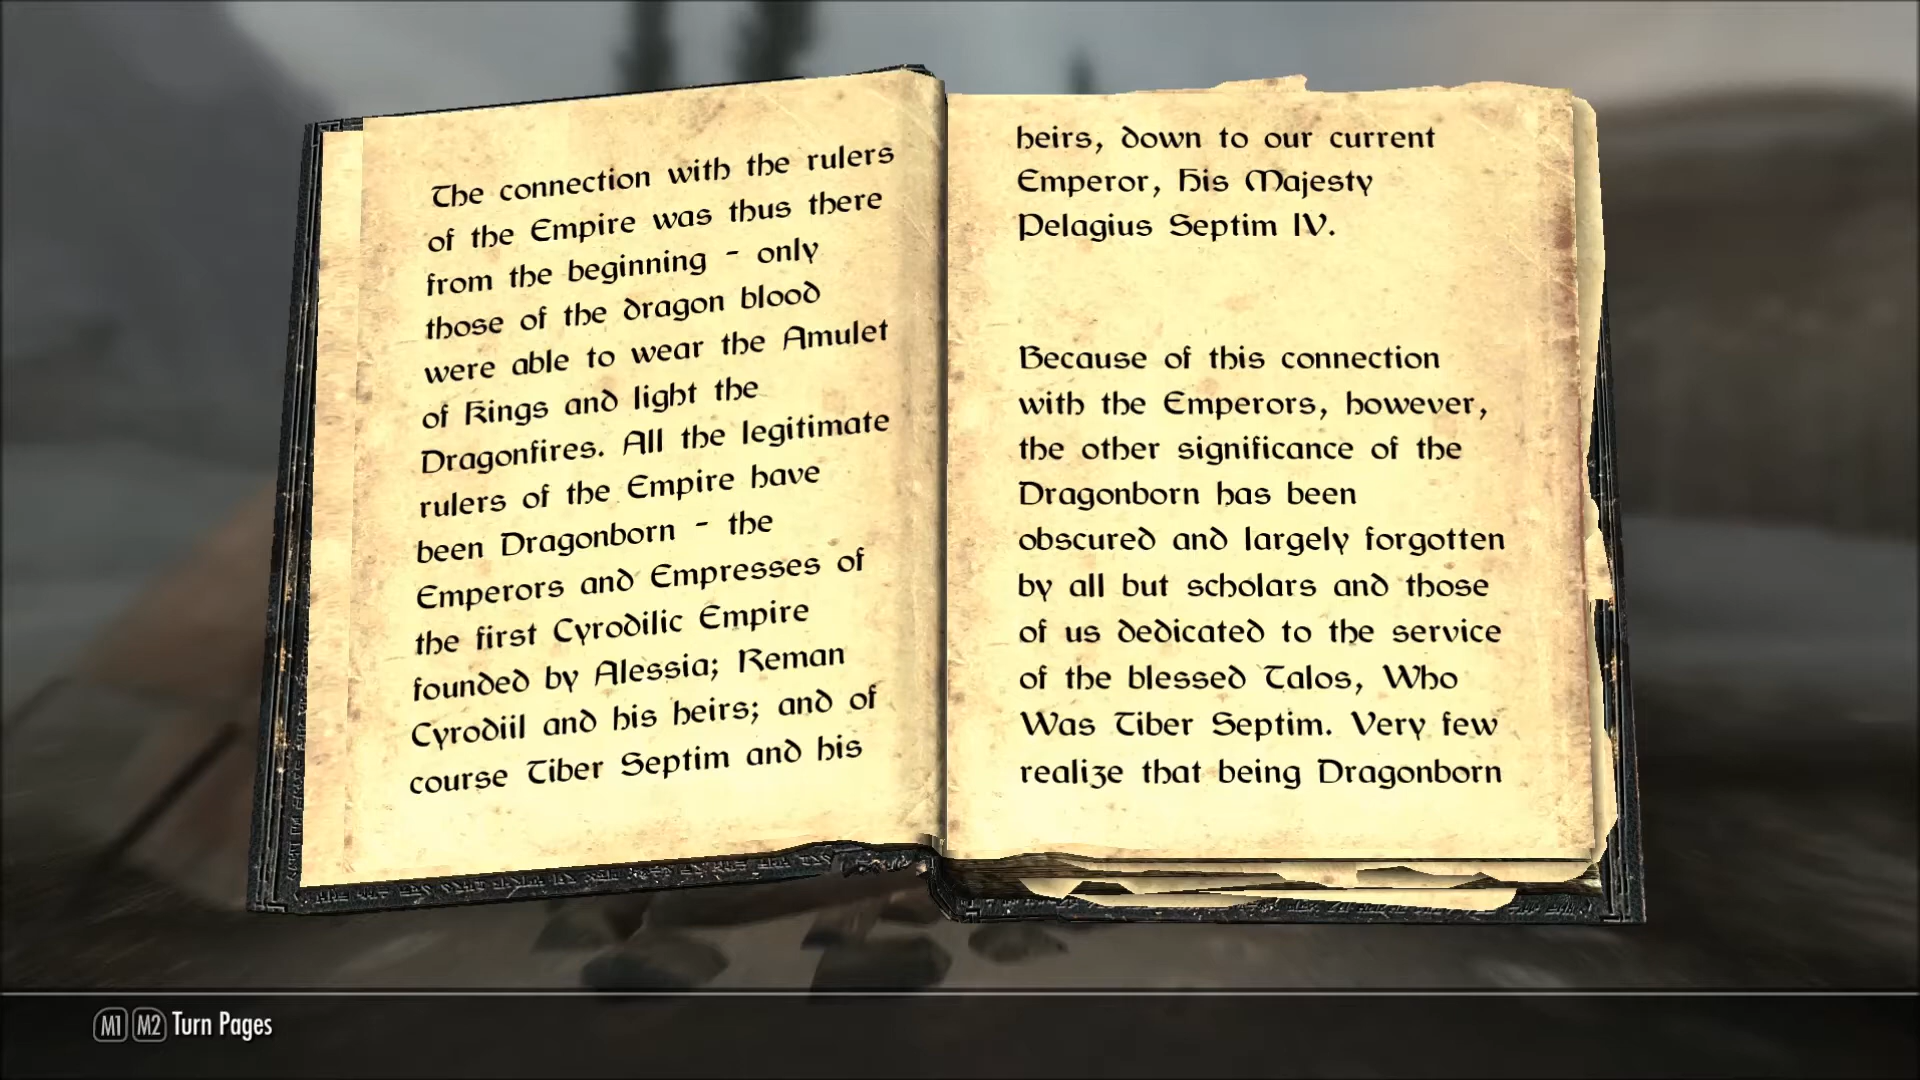 The connection with the rulers
of the Empire was thus there
from the beginning - only
those of the dragon blood
were able to wear the Amulet
of Kings and light the
Dragonfires. All the legitimate
rulers of the Empire have
been Dragonborn - the
Emperors and Empresses of
the first Cyrodilic Empire
founded by Alessia; Reman
Cyrodiil and his heirs; and of
course Tiber Septim and his
heirs, down to our current
Emperor, His Majesty
Pelagius Septim IV.
Because of this connection
with the Emperors, however,
the other significance of the
Dragonborn has been
obscured and largely forgotten
by all but scholars and those
of us dedicated to the service
of the blessed Talos, Who
Was Tiber Septim. Very few
realize that being Dragonborn
M1 M2 Turn Pages